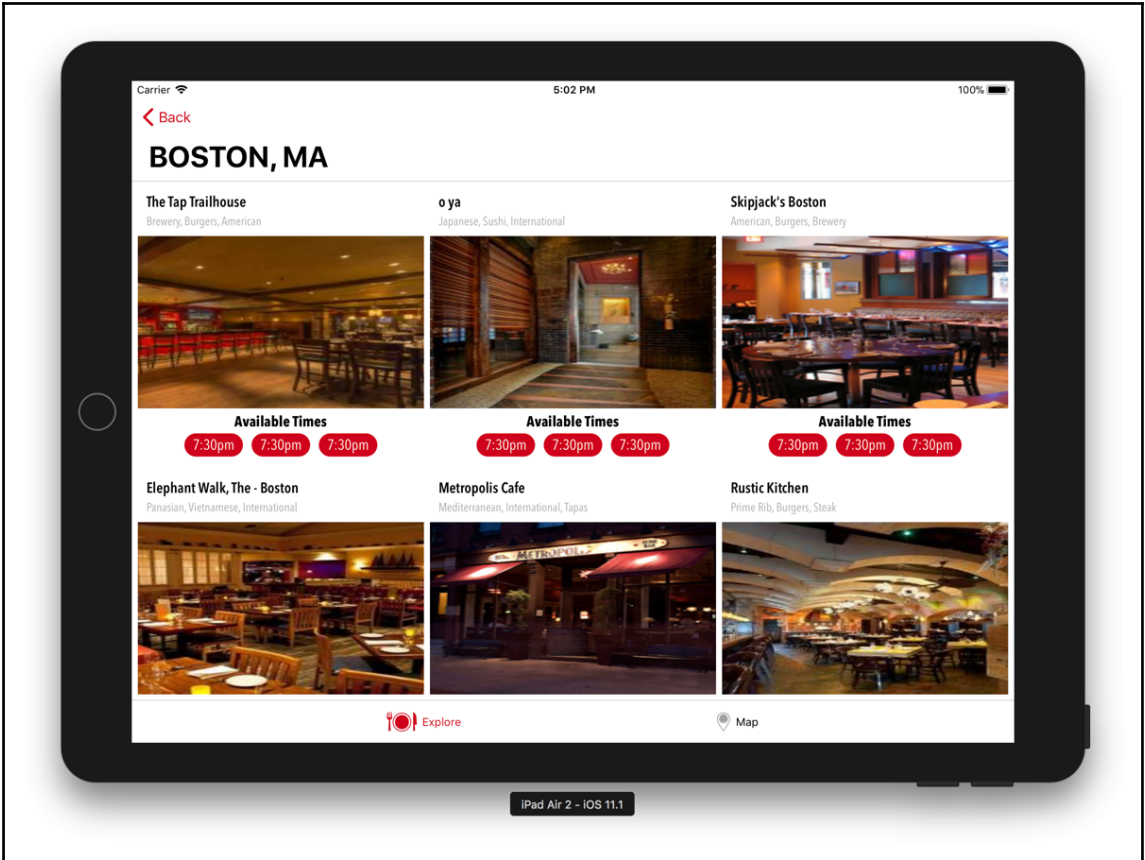 Carrier 5:02 PM 100%
Back
BOSTON, MA
The Tap Trailhouse
Brewery, Burgers, American
o ya
Japanese, Sushi, International
Skipjack's Boston
American, Burgers, Brewery
Available Times
7:30pm 7:30pm 7:30pm
Available Times
7:30pm 7:30pm 7:30pm
Available Times
7:30pm 7:30pm 7:30pm
Elephant Walk, The - Boston
Panasian, Vietnamese, International
Metropolis Cafe
Mediterranean, International, Tapas
Rustic Kitchen
Prime Rib, Burgers, Steak
METROPOLIS
WINE BAR
Explore Map
iPad Air 2 - iOS 11.1